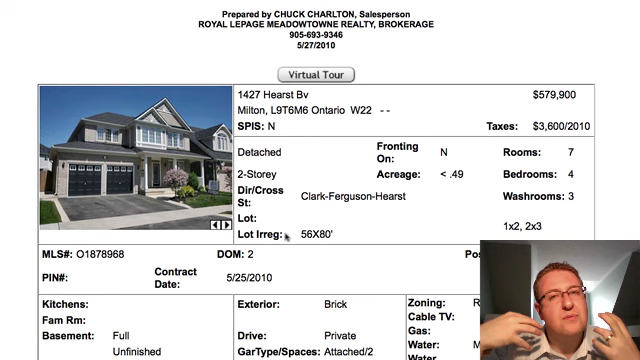 Prepared by CHUCK CHARLTON, Salesperson
ROYAL LEPAGE MEADOWTOWNE REALTY, BROKERAGE
905-693-9346
5/27/2010
Virtual Tour
1427 Hearst Bv $579,900
Milton, L9T6M6 Ontario W22 - -
SPIS: N Taxes: $3,600/2010
Detached Fronting On: N Rooms: 7
2-Storey Acreage: < .49 Bedrooms: 4
Dir/Cross St: Clark-Ferguson-Hearst Washrooms: 3
Lot: 1x2, 2x3
Lot Irreg: 56X80'
MLS#: O1878968 DOM: 2
PIN#: Contract Date: 5/25/2010
Kitchens: Exterior: Brick Zoning:
Fam Rm: Cable TV:
Basement: Full Drive: Private Gas:
Unfinished GarType/Spaces: Attached/2 Water:
Water